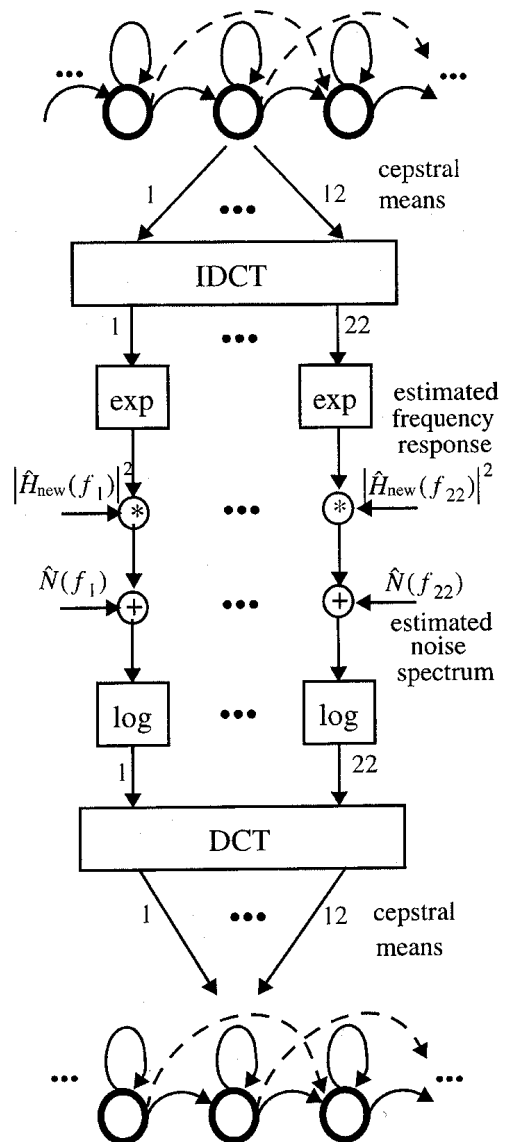 •••
•••
1
•••
12
cepstral
means
IDCT
1
•••
22
exp
exp
estimated
frequency
response
|Ĥnew(f1)|²
*
•••
*
|Ĥnew(f22)|²
N̂(f1)
+
•••
+
N̂(f22)
estimated
noise
spectrum
log
•••
log
1
22
DCT
1
•••
12
cepstral
means
•••
•••